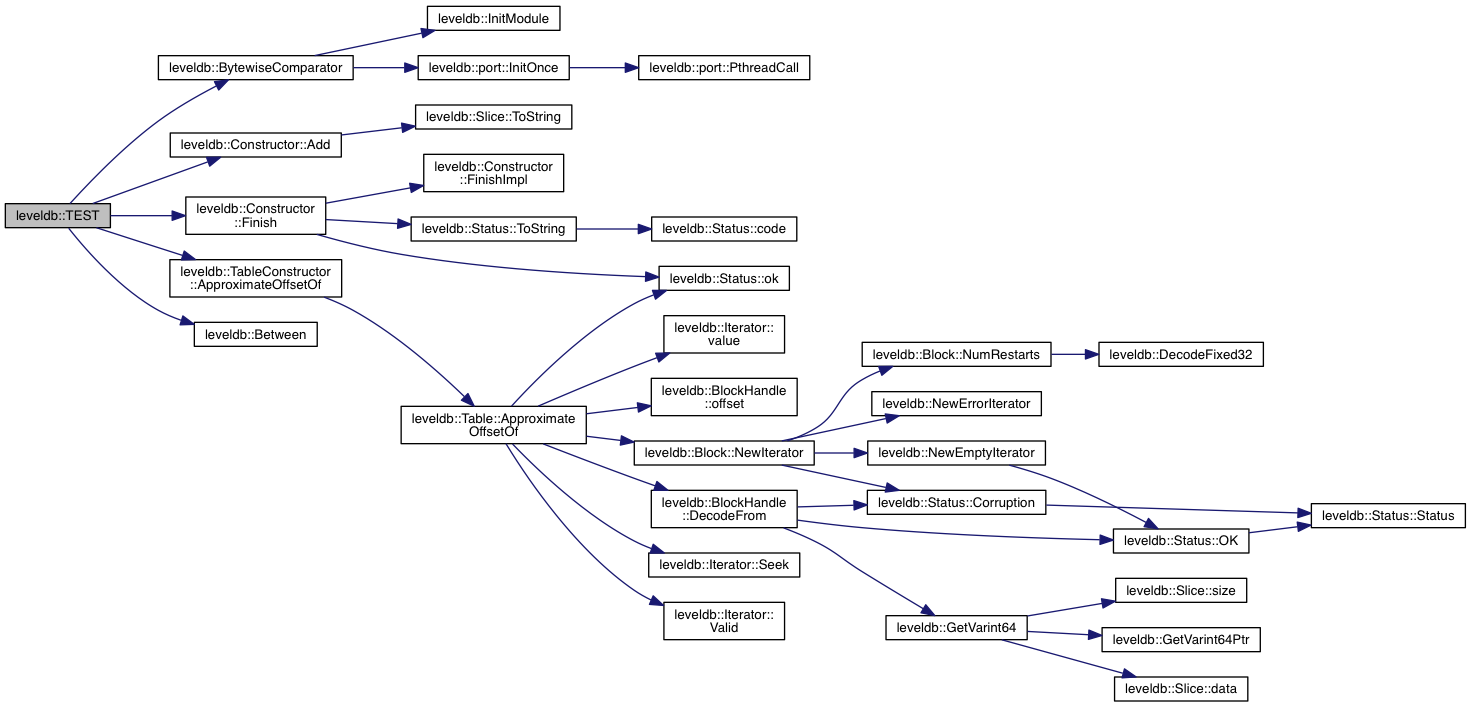 leveldb::InitModule
leveldb::BytewiseComparator
leveldb::port::InitOnce
leveldb::port::PthreadCall
leveldb::Slice::ToString
leveldb::Constructor::Add
leveldb::Constructor
::FinishImpl
leveldb::TEST
leveldb::Constructor
::Finish
leveldb::Status::ToString
leveldb::Status::code
leveldb::TableConstructor
::ApproximateOffsetOf
leveldb::Status::ok
leveldb::Between
leveldb::Iterator::
value
leveldb::Block::NumRestarts
leveldb::DecodeFixed32
leveldb::BlockHandle
::offset
leveldb::NewErrorIterator
leveldb::Table::Approximate
OffsetOf
leveldb::Block::NewIterator
leveldb::NewEmptyIterator
leveldb::BlockHandle
::DecodeFrom
leveldb::Status::Corruption
leveldb::Status::Status
leveldb::Status::OK
leveldb::Iterator::Seek
leveldb::Slice::size
leveldb::Iterator::
Valid
leveldb::GetVarint64
leveldb::GetVarint64Ptr
leveldb::Slice::data